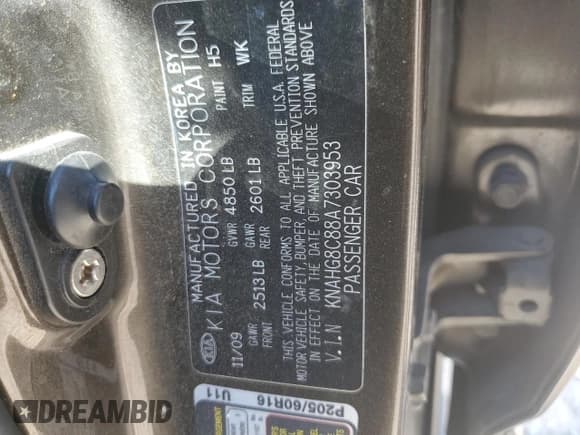 MANUFACTURED IN KOREA BY
KIA KIA MOTORS CORPORATION
11/09 GVWR 4850 LB PAINT H5
GAWR FRONT 2513 LB GAWR REAR 2601 LB TRIM WK
THIS VEHICLE CONFORMS TO ALL APPLICABLE U.S.A. FEDERAL
MOTOR VEHICLE SAFETY, BUMPER, AND THEFT PREVENTION STANDARDS
IN EFFECT ON THE DATE OF MANUFACTURE SHOWN ABOVE
V.I.N KNAHG8C88A7303953
PASSENGER CAR
U11
P205/60R16
DREAMBID